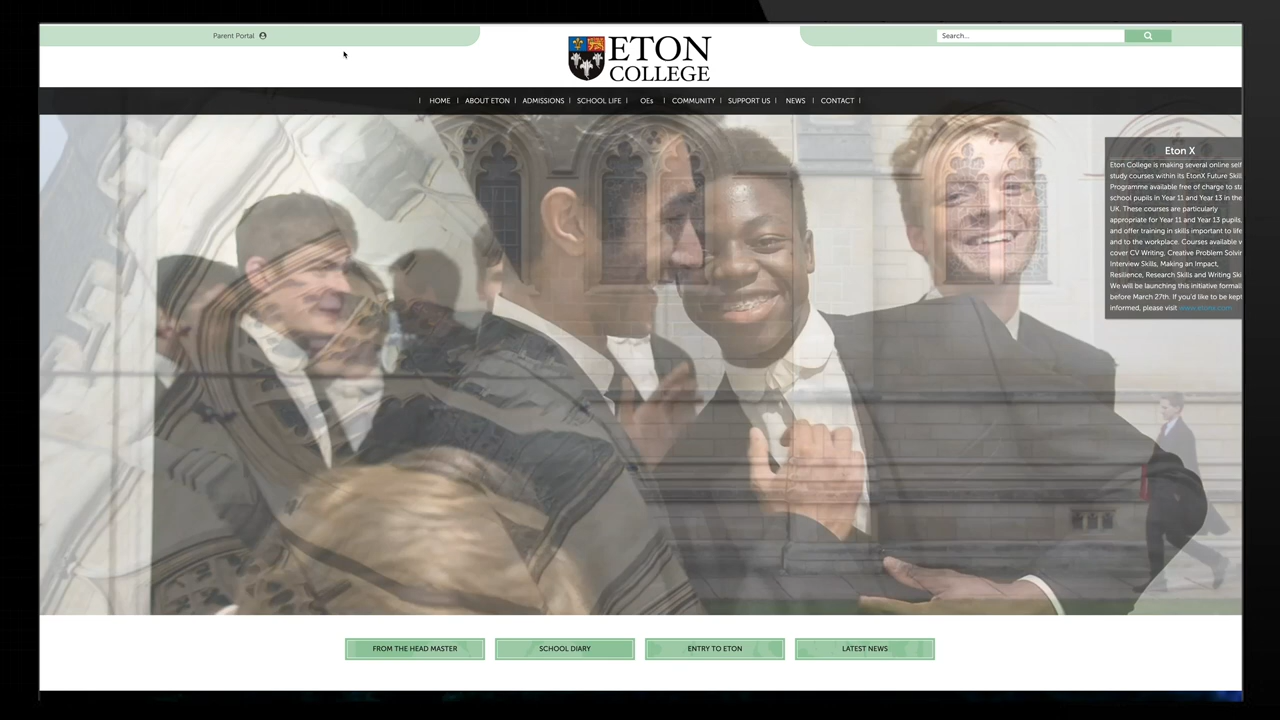 Parent Portal
Search...
ETON
COLLEGE
HOME
ABOUT ETON
ADMISSIONS
SCHOOL LIFE
OEs
COMMUNITY
SUPPORT US
NEWS
CONTACT
Eton X
Eton College is making several online self
study courses within its EtonX Future Skill
Programme available free of charge to
school pupils in Year 11 and Year 13 in the
UK. These courses are particularly
appropriate for Year 11 and Year 13 pupils,
and offer training in skills important to life
and to the workplace. Courses available
cover CV Writing, Creative Problem
Interview Skills, Making an Impact,
Resilience, Research Skills and Writing
We will be launching this initiative
before March 27th. If you'd like to be kept
informed, please visit www.etonx.com
FROM THE HEAD MASTER
SCHOOL DIARY
ENTRY TO ETON
LATEST NEWS